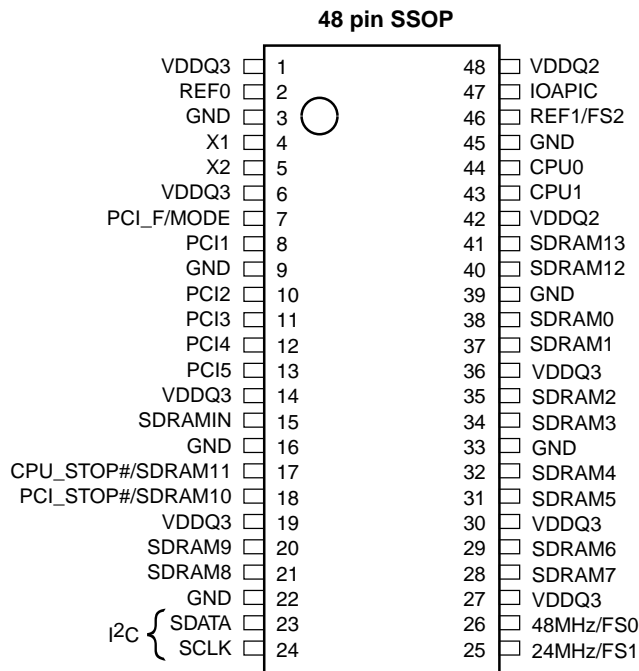 48 pin SSOP
VDDQ3 1 48 VDDQ2
REF0 2 47 IOAPIC
GND 3 46 REF1/FS2
X1 4 45 GND
X2 5 44 CPU0
VDDQ3 6 43 CPU1
PCI_F/MODE 7 42 VDDQ2
PCI1 8 41 SDRAM13
GND 9 40 SDRAM12
PCI2 10 39 GND
PCI3 11 38 SDRAM0
PCI4 12 37 SDRAM1
PCI5 13 36 VDDQ3
VDDQ3 14 35 SDRAM2
SDRAMIN 15 34 SDRAM3
GND 16 33 GND
CPU_STOP#/SDRAM11 17 32 SDRAM4
PCI_STOP#/SDRAM10 18 31 SDRAM5
VDDQ3 19 30 VDDQ3
SDRAM9 20 29 SDRAM6
SDRAM8 21 28 SDRAM7
GND 22 27 VDDQ3
I²C { SDATA 23 26 48MHz/FS0
SCLK 24 25 24MHz/FS1